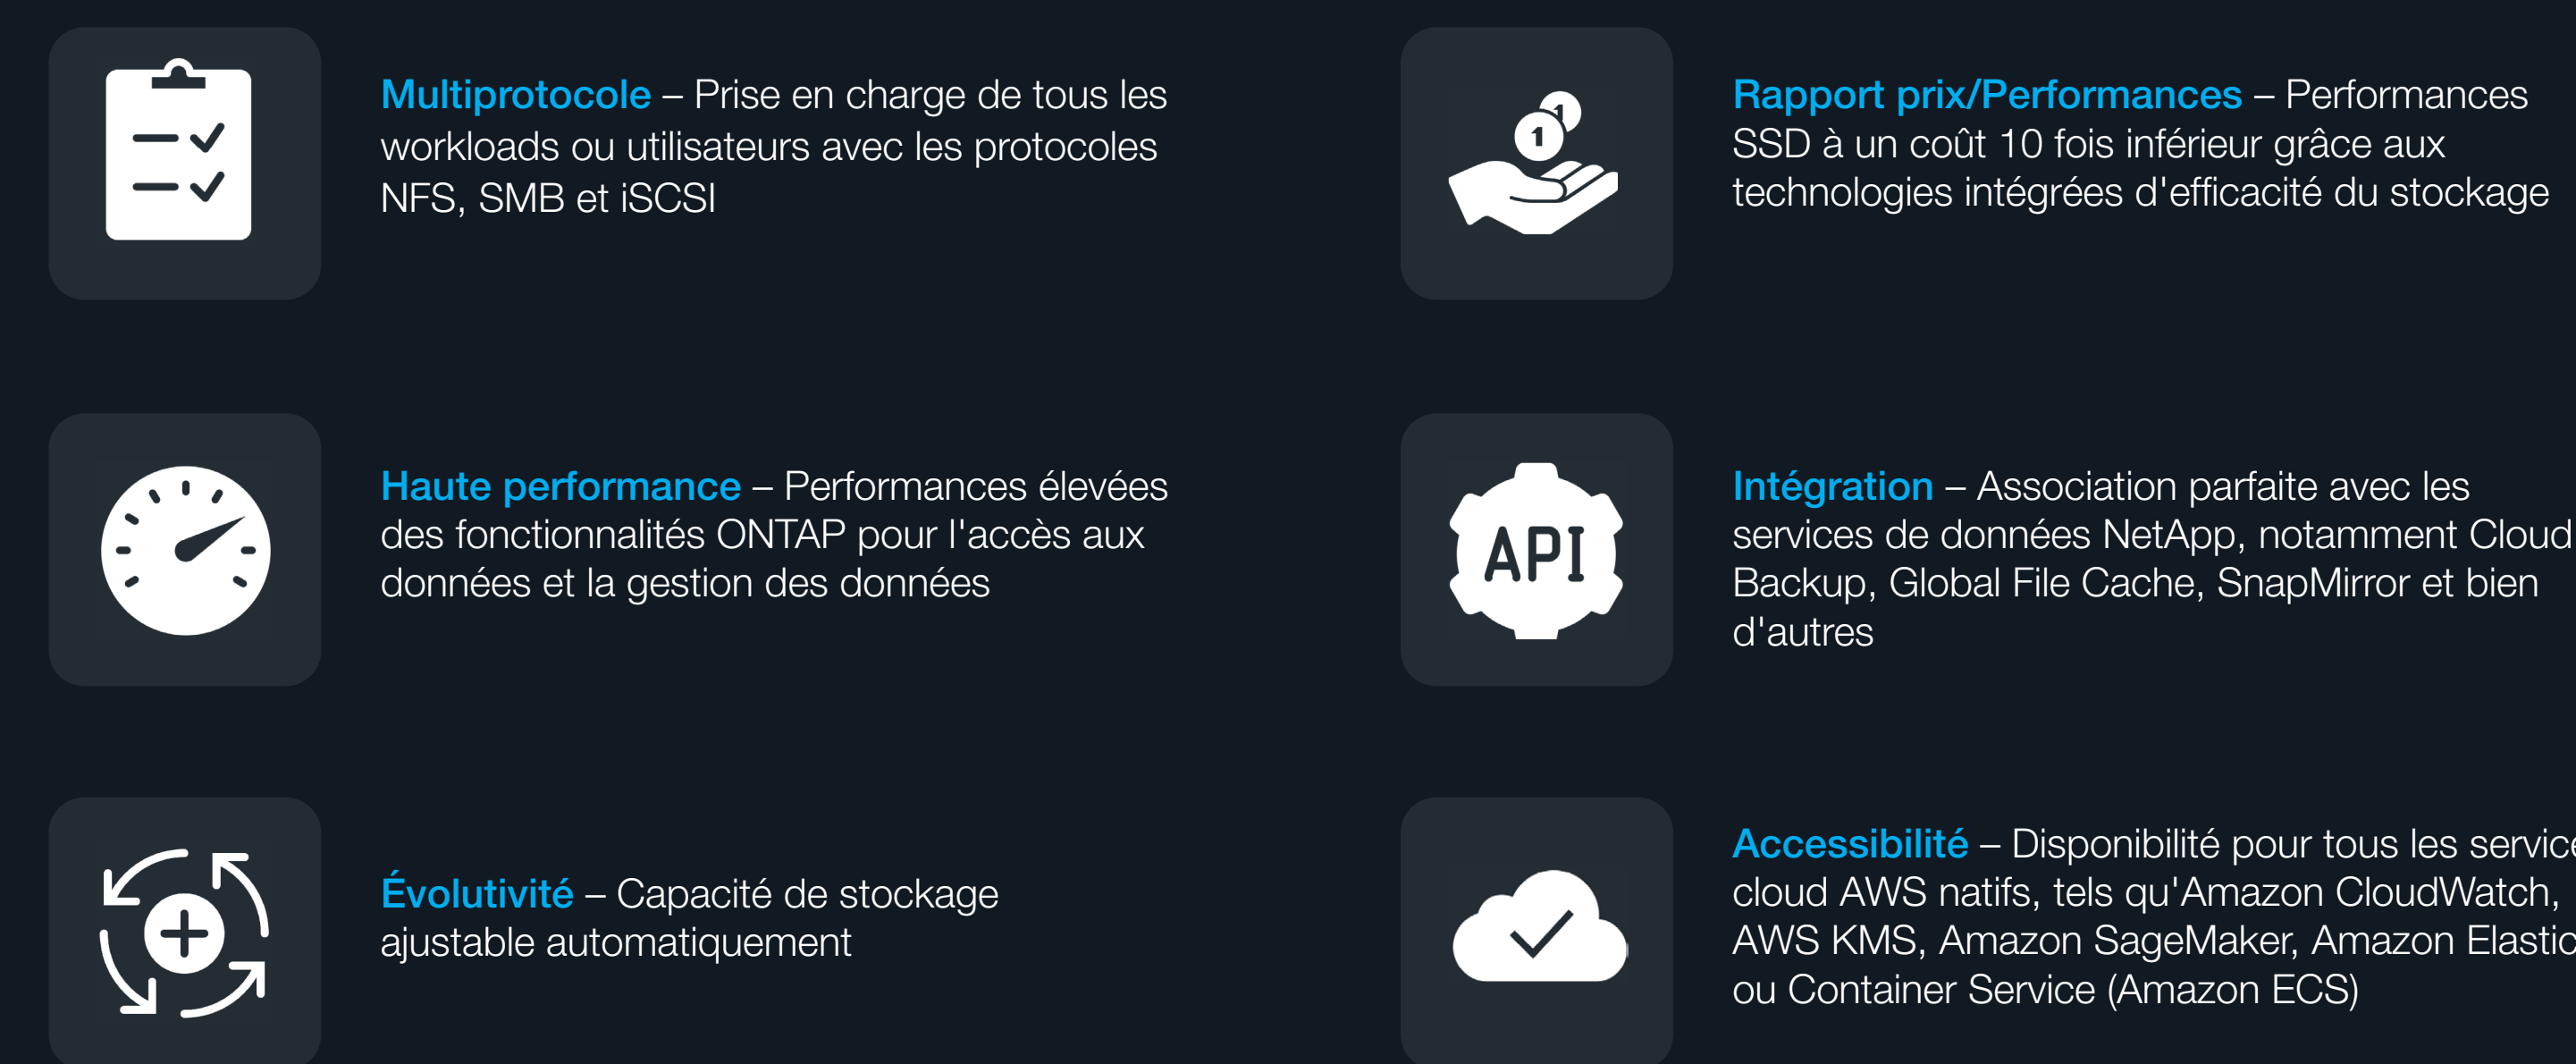 Multiprotocole – Prise en charge de tous les
workloads ou utilisateurs avec les protocoles
NFS, SMB et iSCSI
1
1
Rapport prix/Performances – Performances
SSD à un coût 10 fois inférieur grâce aux
technologies intégrées d'efficacité du stockage
Haute performance – Performances élevées
des fonctionnalités ONTAP pour l'accès aux
données et la gestion des données
API
Intégration – Association parfaite avec les
services de données NetApp, notamment Cloud
Backup, Global File Cache, SnapMirror et bien
d'autres
Évolutivité – Capacité de stockage
ajustable automatiquement
Accessibilité – Disponibilité pour tous les service
cloud AWS natifs, tels qu'Amazon CloudWatch,
AWS KMS, Amazon SageMaker, Amazon Elastic
ou Container Service (Amazon ECS)